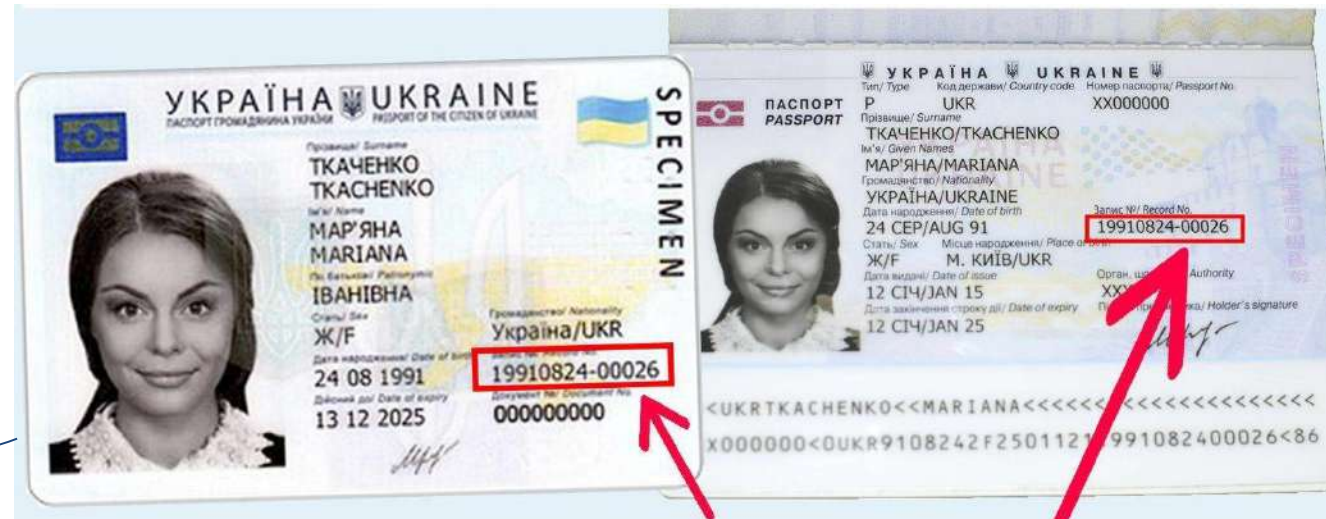 УКРАЇНА UKRAINE
ПАСПОРТ ГРОМАДЯНИНА УКРАЇНИ PASSPORT OF THE CITIZEN OF UKRAINE
SPECIMEN
Прізвище/ Surname
ТКАЧЕНКО
TKACHENKO
Ім'я/ Name
МАР'ЯНА
MARIANA
По батькові/ Patronymic
ІВАНІВНА
Стать/ Sex
Громадянство/ Nationality
Ж/F
Україна/UKR
Дата народження/ Date of birth
24 08 1991
19910824-00026
Дійсний до/ Date of expiry
Документ №/ Document No.
13 12 2025
000000000
УКРАЇНА UKRAINE
Тип/ Type Код держави/ Country code Номер паспорта/ Passport No.
ПАСПОРТ P UKR XX000000
PASSPORT
Прізвище/ Surname
ТКАЧЕНКО/TKACHENKO
Ім'я/ Given Names
МАР'ЯНА/MARIANA
Громадянство/ Nationality
УКРАЇНА/UKRAINE
Дата народження/ Date of birth
Запис №/ Record No.
24 СЕР/AUG 91
19910824-00026
Стать/ Sex Місце народження/ Place of
Ж/F М. КИЇВ/UKR
Дата видачі/ Date of issue
Орган, Authority
12 СІЧ/JAN 15
Дата закінчення строку дії/ Date of expiry
Holder's signature
12 СІЧ/JAN 25
SPECIMEN
<UKRTKACHENKO<<MARIANA<<<<<<<<<<<<<<<<<<<<<
X000000<0UKR9108242F250112 991082400026<86